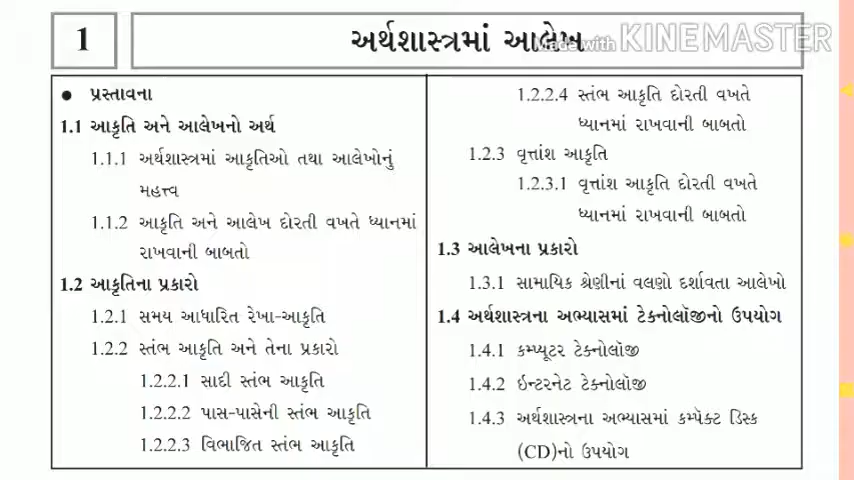 1
અર્થશાસ્ત્રમાં આલેખ
Made with KINEMASTER
● પ્રસ્તાવના
1.1 આકૃતિ અને આલેખનો અર્થ
1.1.1 અર્થશાસ્ત્રમાં આકૃતિઓ તથા આલેખોનું
મહત્ત્વ
1.1.2 આકૃતિ અને આલેખ દોરતી વખતે ધ્યાનમાં
રાખવાની બાબતો
1.2 આકૃતિના પ્રકારો
1.2.1 સમય આધારિત રેખા-આકૃતિ
1.2.2 સ્તંભ આકૃતિ અને તેના પ્રકારો
1.2.2.1 સાદી સ્તંભ આકૃતિ
1.2.2.2 પાસ-પાસેની સ્તંભ આકૃતિ
1.2.2.3 વિભાજિત સ્તંભ આકૃતિ
1.2.2.4 સ્તંભ આકૃતિ દોરતી વખતે
ધ્યાનમાં રાખવાની બાબતો
1.2.3 વૃત્તાંશ આકૃતિ
1.2.3.1 વૃત્તાંશ આકૃતિ દોરતી વખતે
ધ્યાનમાં રાખવાની બાબતો
1.3 આલેખના પ્રકારો
1.3.1 સામાયિક શ્રેણીનાં વલણો દર્શાવતા આલેખો
1.4 અર્થશાસ્ત્રના અભ્યાસમાં ટેક્નોલૉજીનો ઉપયોગ
1.4.1 કમ્પ્યૂટર ટેક્નોલૉજી
1.4.2 ઇન્ટરનેટ ટેક્નોલૉજી
1.4.3 અર્થશાસ્ત્રના અભ્યાસમાં કમ્પૅક્ટ ડિસ્ક
(CD)નો ઉપયોગ